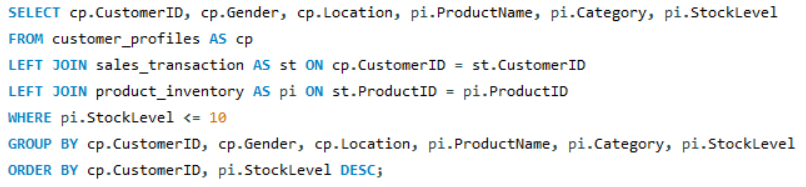 SELECT cp.CustomerID, cp.Gender, cp.Location, pi.ProductName, pi.Category, pi.StockLevel
FROM customer_profiles AS cp
LEFT JOIN sales_transaction AS st ON cp.CustomerID = st.CustomerID
LEFT JOIN product_inventory AS pi ON st.ProductID = pi.ProductID
WHERE pi.StockLevel <= 10
GROUP BY cp.CustomerID, cp.Gender, cp.Location, pi.ProductName, pi.Category, pi.StockLevel
ORDER BY cp.CustomerID, pi.StockLevel DESC;